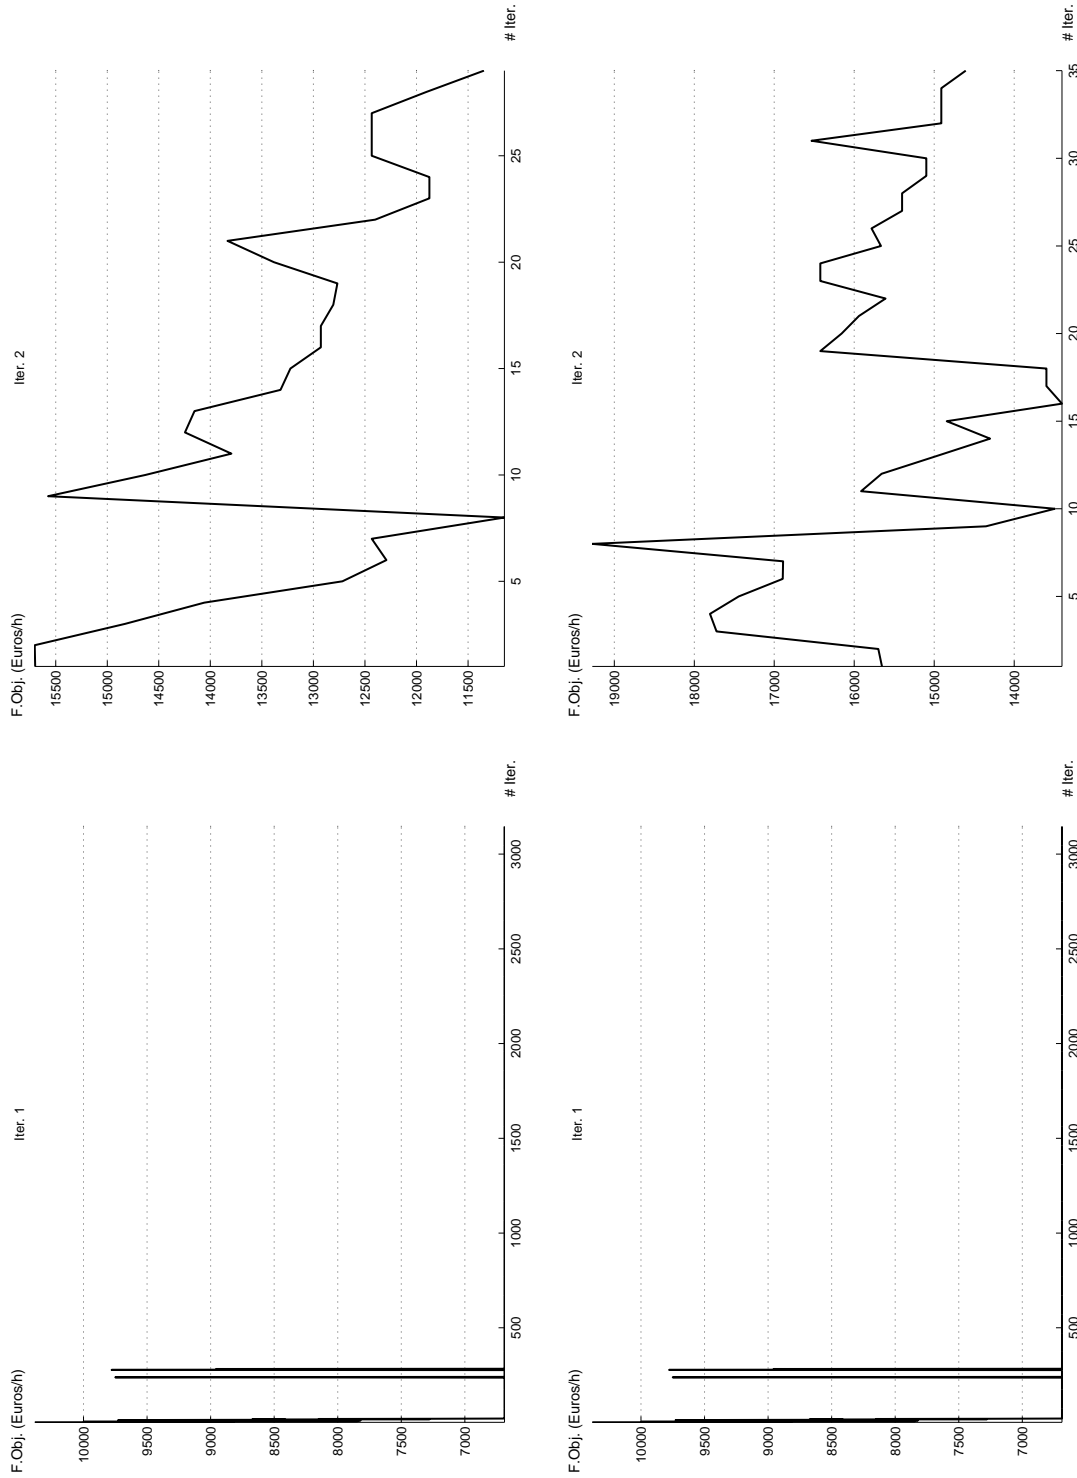 Iter. 1
F.Obj. (Euros/h)
10000
9500
9000
8500
8000
7500
7000
500 1000 1500 2000 2500 3000
# Iter.
Iter. 2
F.Obj. (Euros/h)
15500
15000
14500
14000
13500
13000
12500
12000
11500
5 10 15 20 25
# Iter.
Iter. 1
F.Obj. (Euros/h)
10000
9500
9000
8500
8000
7500
7000
500 1000 1500 2000 2500 3000
# Iter.
Iter. 2
F.Obj. (Euros/h)
19000
18000
17000
16000
15000
14000
5 10 15 20 25 30 35
# Iter.